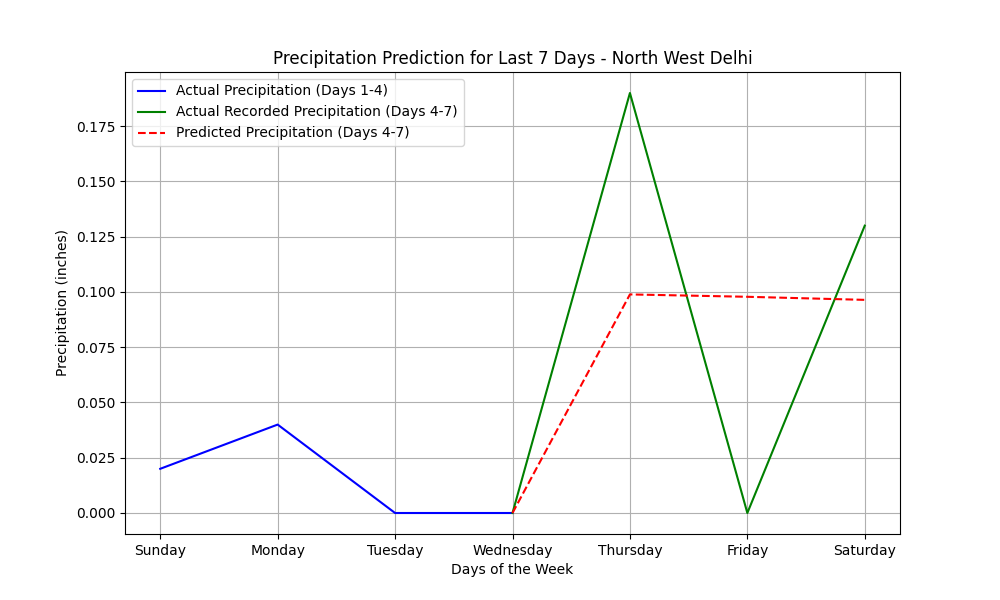 Precipitation Prediction for Last 7 Days - North West Delhi
Actual Precipitation (Days 1-4)
Actual Recorded Precipitation (Days 4-7)
Predicted Precipitation (Days 4-7)
Precipitation (inches)
0.175
0.150
0.125
0.100
0.075
0.050
0.025
0.000
Sunday Monday Tuesday Wednesday Thursday Friday Saturday
Days of the Week